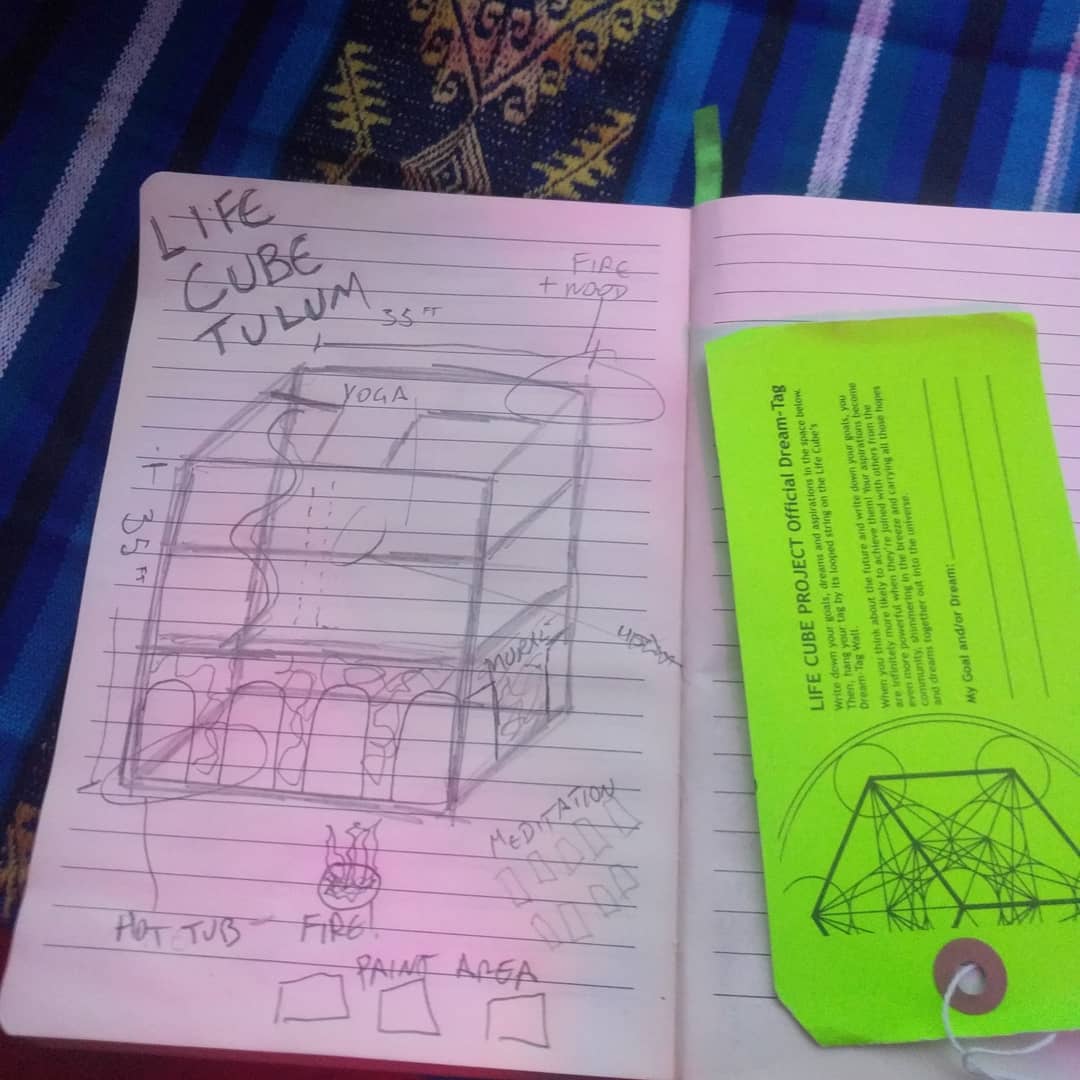 LIFE
CUBE
TULUM
FIRE
+ WOOD
35 FT
YOGA
35 FT
MURAL
MEDITATION
HOT TUB - FIRE
PAINT AREA
LIFE CUBE PROJECT Official Dream-Tag
Write down your goals, dreams and aspirations in the space below.
Then, hang your tag by its looped string on the Life Cube's
Dream-Tag Wall.
When you think about the future and write down your goals, you
are infinitely more likely to achieve them! Your aspirations become
even more powerful when they're joined with others from the
community, shimmering in the breeze and carrying all those hopes
and dreams together out into the universe.
My Goal and/or Dream: